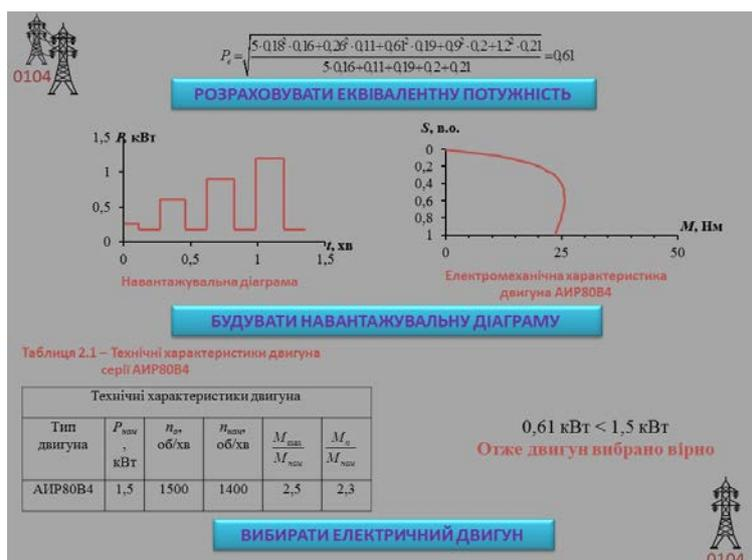 0104
P_e = √((5·0,18²·0,16+0,26²·0,11+0,61²·0,19+0,9²·0,2+1,2²·0,21)/(5·0,16+0,11+0,19+0,2+0,21)) = 0,61
РОЗРАХОВУВАТИ ЕКВІВАЛЕНТНУ ПОТУЖНІСТЬ
P, кВт
1,5
1
0,5
0
0 0,5 1 1,5
t, хв
Навантажувальна діаграма
S, в.о.
0
0,2
0,4
0,6
0,8
1
0 25 50
M, Нм
Електромеханічна характеристика
двигуна АИР80В4
БУДУВАТИ НАВАНТАЖУВАЛЬНУ ДІАГРАМУ
Таблиця 2.1 – Технічні характеристики двигуна
серії АИР80В4
Технічні характеристики двигуна
Тип двигуна P_ном, кВт n_о, об/хв n_ном, об/хв M_max/M_ном M_п/M_ном
АИР80В4 1,5 1500 1400 2,5 2,3
0,61 кВт < 1,5 кВт
Отже двигун вибрано вірно
ВИБИРАТИ ЕЛЕКТРИЧНИЙ ДВИГУН
0104